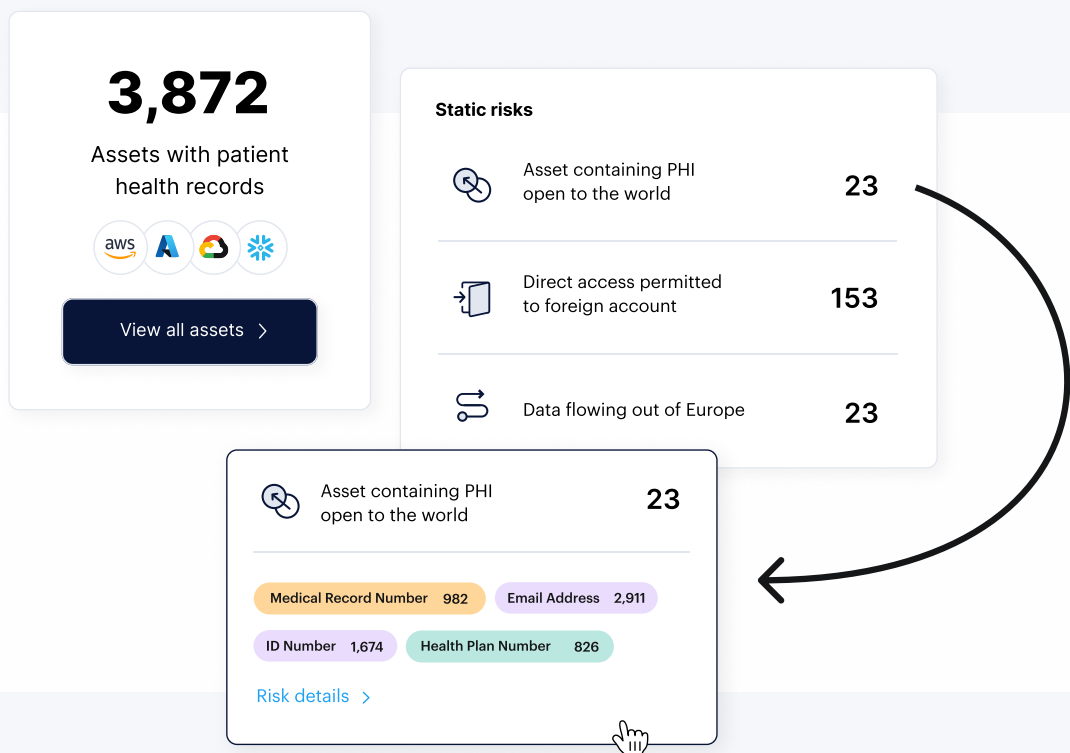 3,872
Assets with patient
health records
aws
View all assets
Static risks
Asset containing PHI
open to the world
23
Direct access permitted
to foreign account
153
Data flowing out of Europe
23
Asset containing PHI
open to the world
23
Medical Record Number 982
Email Address 2,911
ID Number 1,674
Health Plan Number 826
Risk details